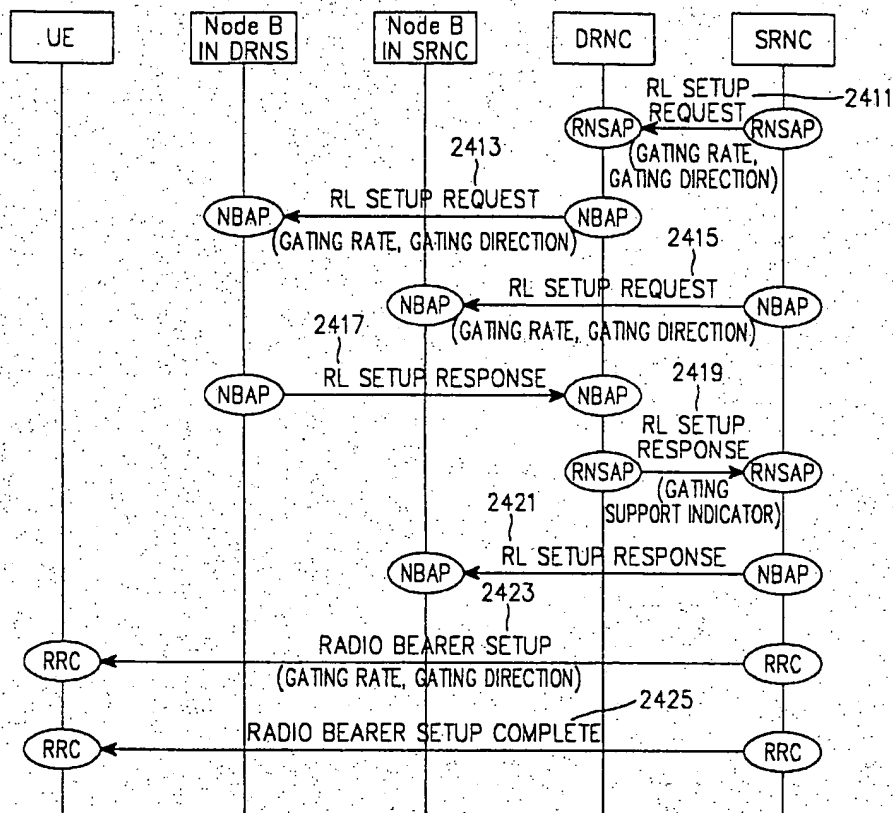 UE
Node B
IN DRNS
Node B
IN SRNC
DRNC
SRNC
RL SETUP
REQUEST
2411
RNSAP
RNSAP
(GATING RATE,
GATING DIRECTION)
2413
RL SETUP REQUEST
NBAP
NBAP
(GATING RATE, GATING DIRECTION)
2415
RL SETUP REQUEST
NBAP
NBAP
(GATING RATE, GATING DIRECTION)
2417
RL SETUP RESPONSE
NBAP
NBAP
2419
RL SETUP
RESPONSE
RNSAP
RNSAP
(GATING
SUPPORT INDICATOR)
2421
RL SETUP RESPONSE
NBAP
NBAP
2423
RADIO BEARER SETUP
RRC
RRC
(GATING RATE, GATING DIRECTION)
2425
RADIO BEARER SETUP COMPLETE
RRC
RRC